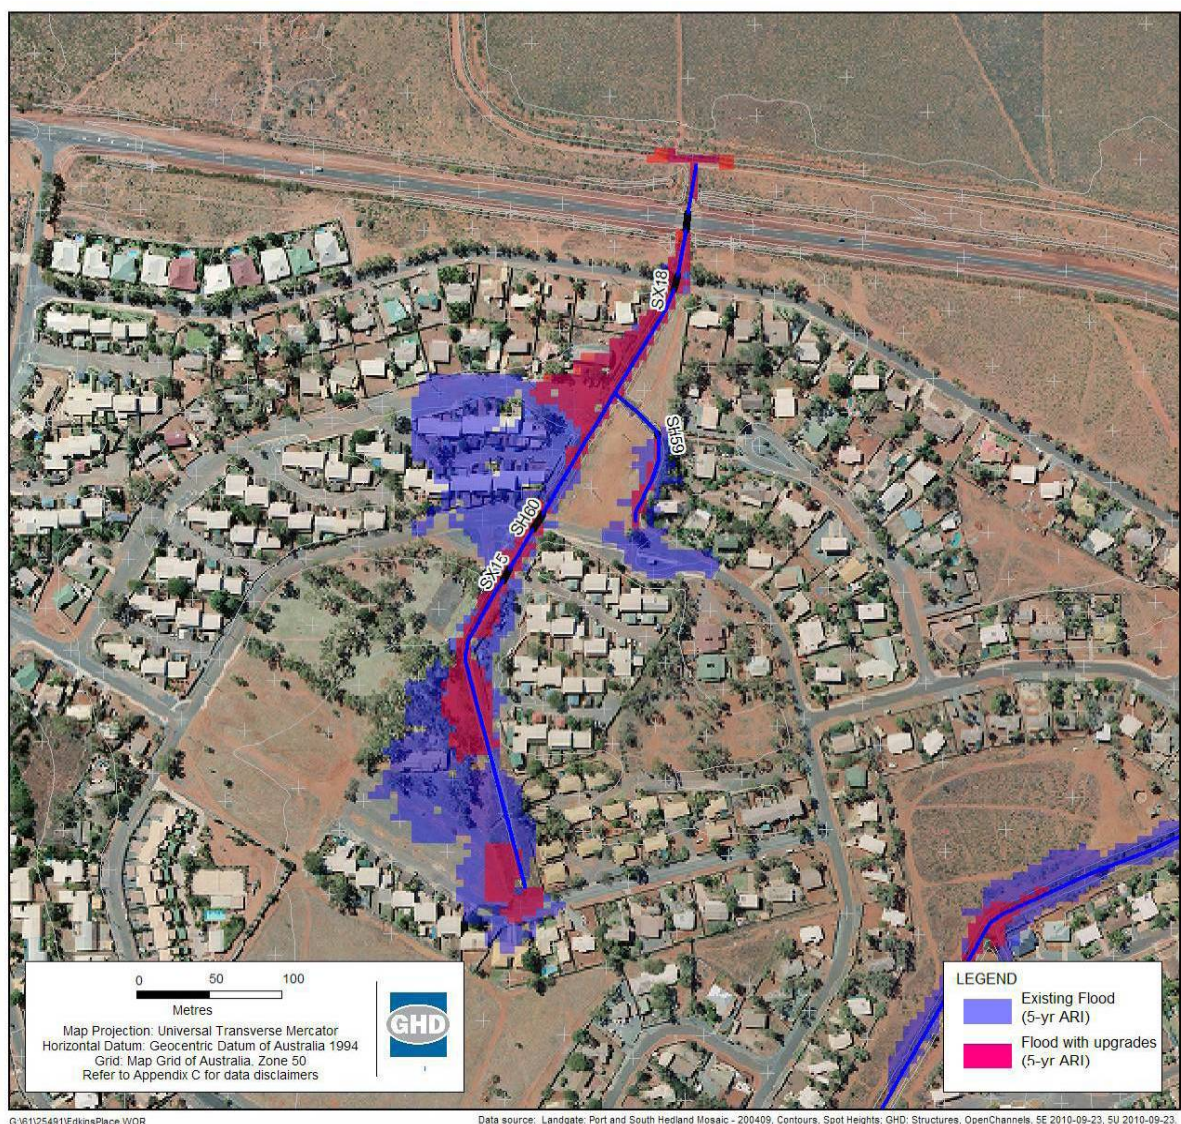 SX18
SH59
SH60
SX15
0 50 100
Metres
Map Projection: Universal Transverse Mercator
Horizontal Datum: Geocentric Datum of Australia 1994
Grid: Map Grid of Australia, Zone 50
Refer to Appendix C for data disclaimers
GHD
LEGEND
Existing Flood
(5-yr ARI)
Flood with upgrades
(5-yr ARI)
G:\61\25491\EdkinsPlace.WOR
Data source: Landgate: Port and South Hedland Mosaic - 200409, Contours, Spot Heights; GHD: Structures, OpenChannels, 5E 2010-09-23, 5U 2010-09-23.